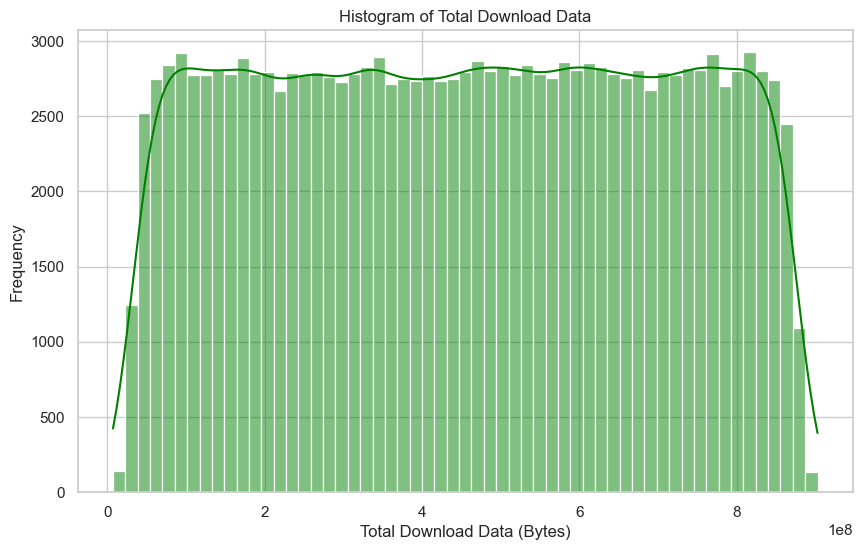 Histogram of Total Download Data
3000
2500
2000
1500
1000
500
0
Frequency
0 2 4 6 8
1e8
Total Download Data (Bytes)